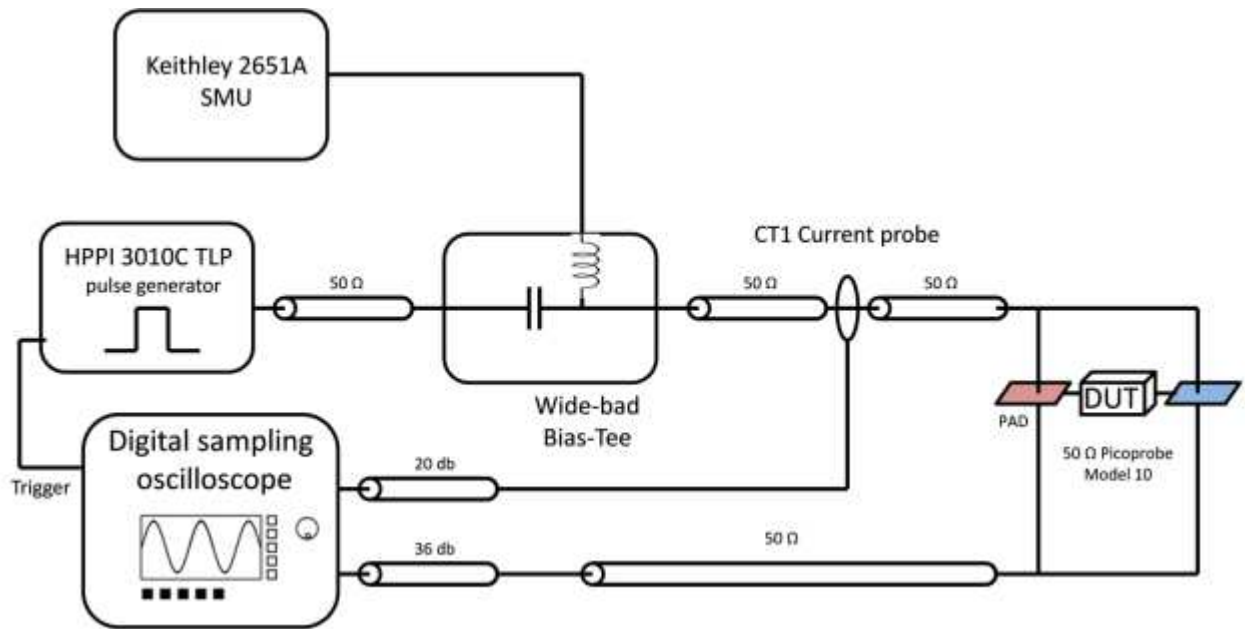 Keithley 2651A
SMU
HPPI 3010C TLP
pulse generator
50 Ω
CT1 Current probe
50 Ω
50 Ω
Wide-bad
Bias-Tee
DUT
PAD
50 Ω Picoprobe
Model 10
Digital sampling
oscilloscope
Trigger
20 db
36 db
50 Ω